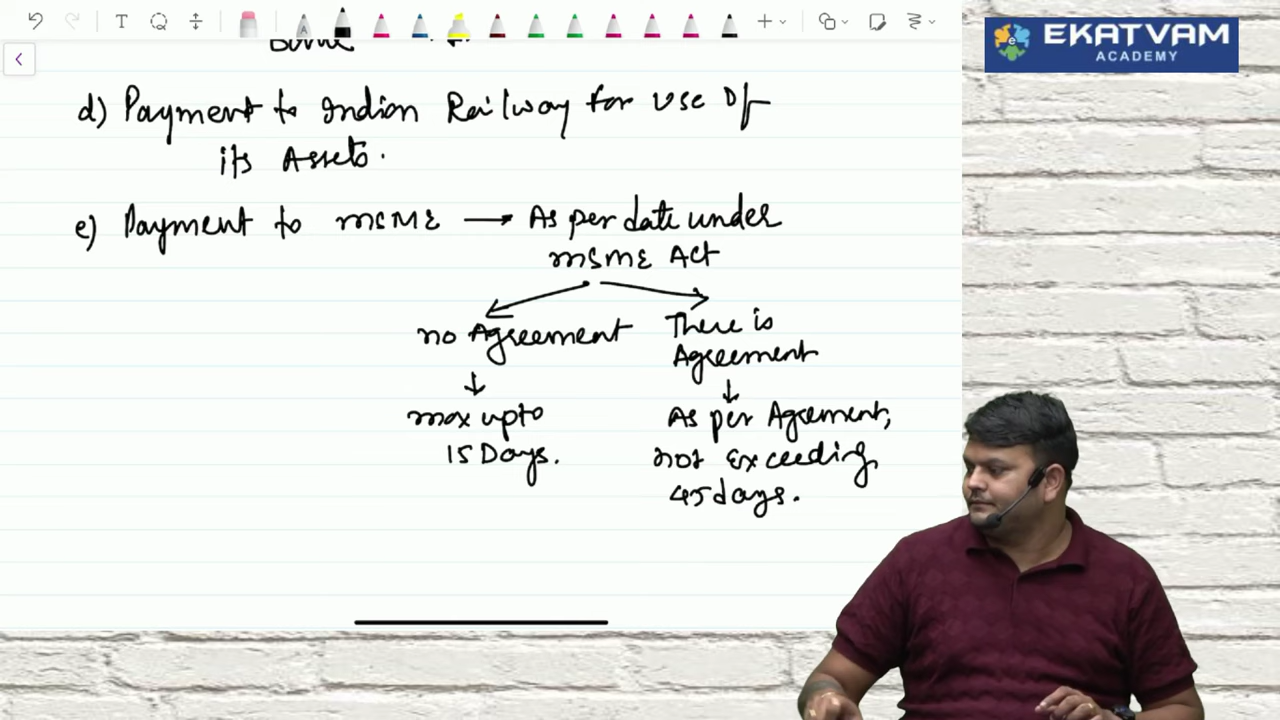 EKATVAM
ACADEMY
d) Payment to Indian Railway for use of
its Assets.
e) Payment to MSME → As per date under
MSME Act
no Agreement
There is
Agreement
↓
↓
max upto
15 Days.
As per Agreement,
not exceeding
45 days.